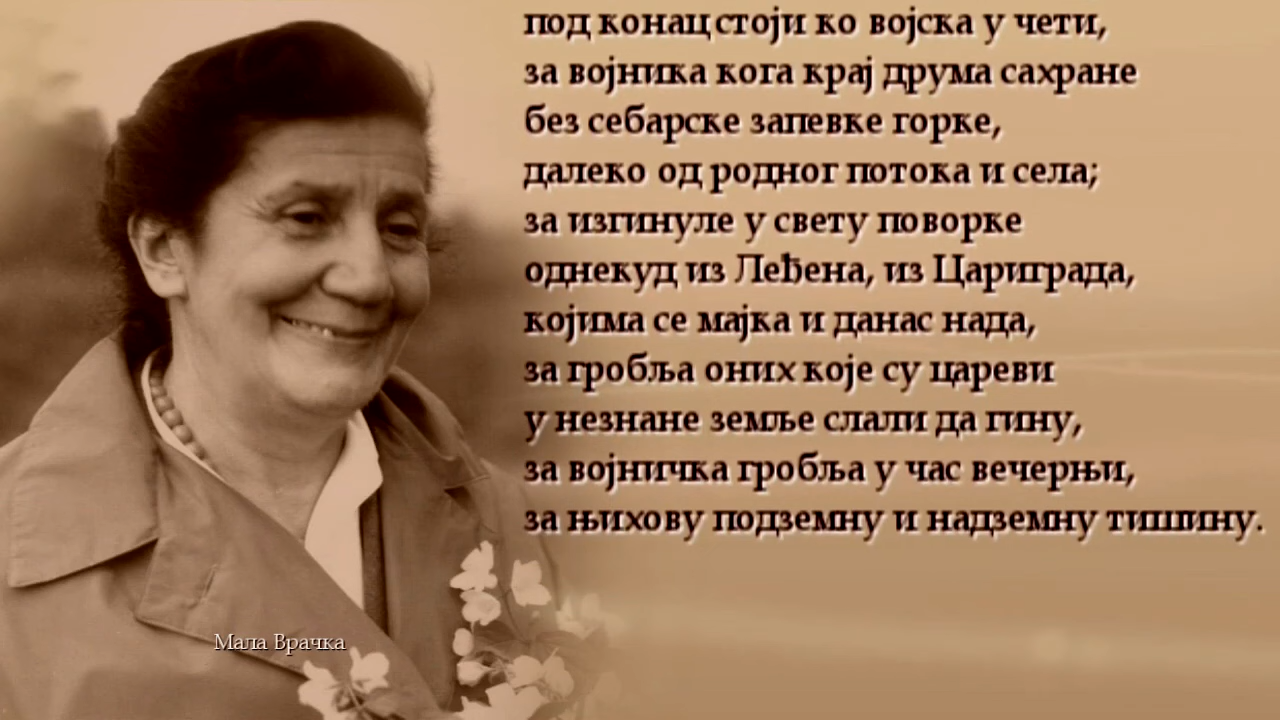 под конац стоји ко војска у чети,
за војника кога крај друма сахране
без себарске запевке горке,
далеко од родног потока и села;
за изгинуле у свету поворке
однекуд из Леђена, из Цариграда,
којима се мајка и данас нада,
за гробља оних које су цареви
у незнане земље слали да гину,
за војничка гробља у час вечерњи,
за њихову подземну и надземну тишину.
Мала Врачка